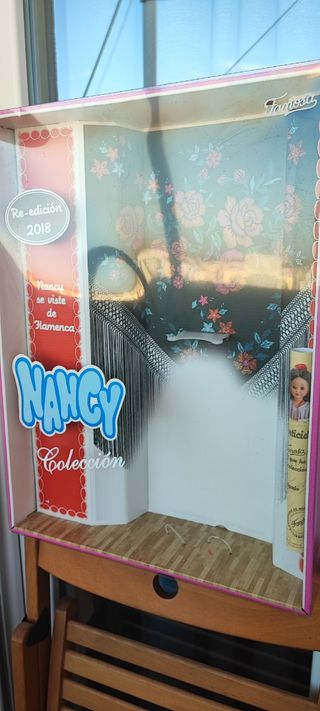 Famosa
Re-edición
2018
Nancy
se viste
de
flamenca
NANCY
Colección